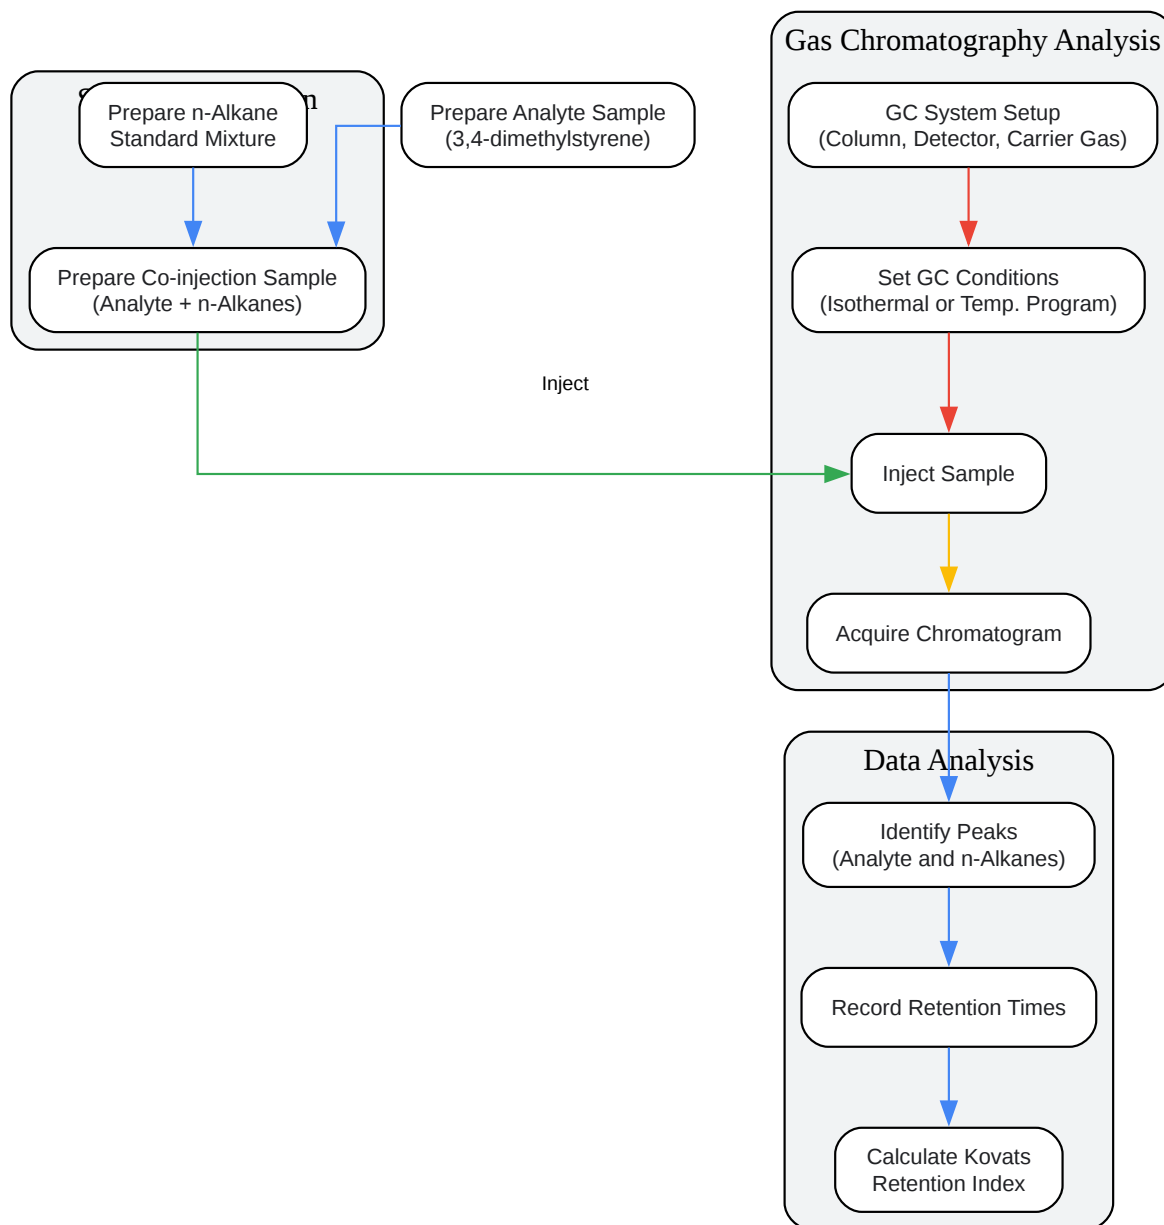 Gas Chromatography Analysis
Prepare n-Alkane
Standard Mixture
Prepare Analyte Sample
(3,4-dimethylstyrene)
GC System Setup
(Column, Detector, Carrier Gas)
Prepare Co-injection Sample
(Analyte + n-Alkanes)
Set GC Conditions
(Isothermal or Temp. Program)
Inject
Inject Sample
Acquire Chromatogram
Data Analysis
Identify Peaks
(Analyte and n-Alkanes)
Record Retention Times
Calculate Kovats
Retention Index